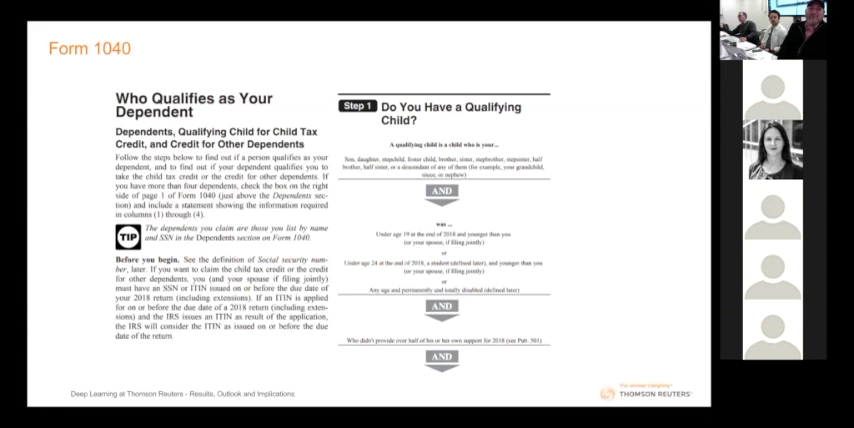 Form 1040
Who Qualifies as Your
Dependent
Dependents, Qualifying Child for Child Tax
Credit, and Credit for Other Dependents
Follow the steps below to find out if a person qualifies as your
dependent, and to find out if your dependent qualifies you to
take the child tax credit or the credit for other dependents. If
you have more than four dependents, check the box on the right
side of page 1 of Form 1040 (just above the Dependents sec-
tion) and include a statement showing the information required
in columns (1) through (4).
TIP
The dependents you claim are those you list by name
and SSN in the Dependents section on Form 1040.
Before you begin. See the definition of Social security num-
ber, later. If you want to claim the child tax credit or the credit
for other dependents, you (and your spouse if filing jointly)
must have an SSN or ITIN issued on or before the due date of
your 2018 return (including extensions). If an ITIN is applied
for on or before the due date of a 2018 return (including exten-
sions) and the IRS issues an ITIN as result of the application,
the IRS will consider the ITIN as issued on or before the due
date of the return.
Step 1 Do You Have a Qualifying
Child?
A qualifying child is a child who is your...
Son, daughter, stepchild, foster child, brother, sister, stepbrother, stepsister, half
brother, half sister, or a descendant of any of them (for example, your grandchild,
niece, or nephew)
AND
was ...
Under age 19 at the end of 2018 and younger than you
(or your spouse, if filing jointly)
or
Under age 24 at the end of 2018, a student (defined later), and younger than you
(or your spouse, if filing jointly)
or
Any age and permanently and totally disabled (defined later)
AND
Who didn't provide over half of his or her own support for 2018 (see Pub. 501)
AND
Deep Learning at Thomson Reuters - Results, Outlook and Implications
the answer company
THOMSON REUTERS